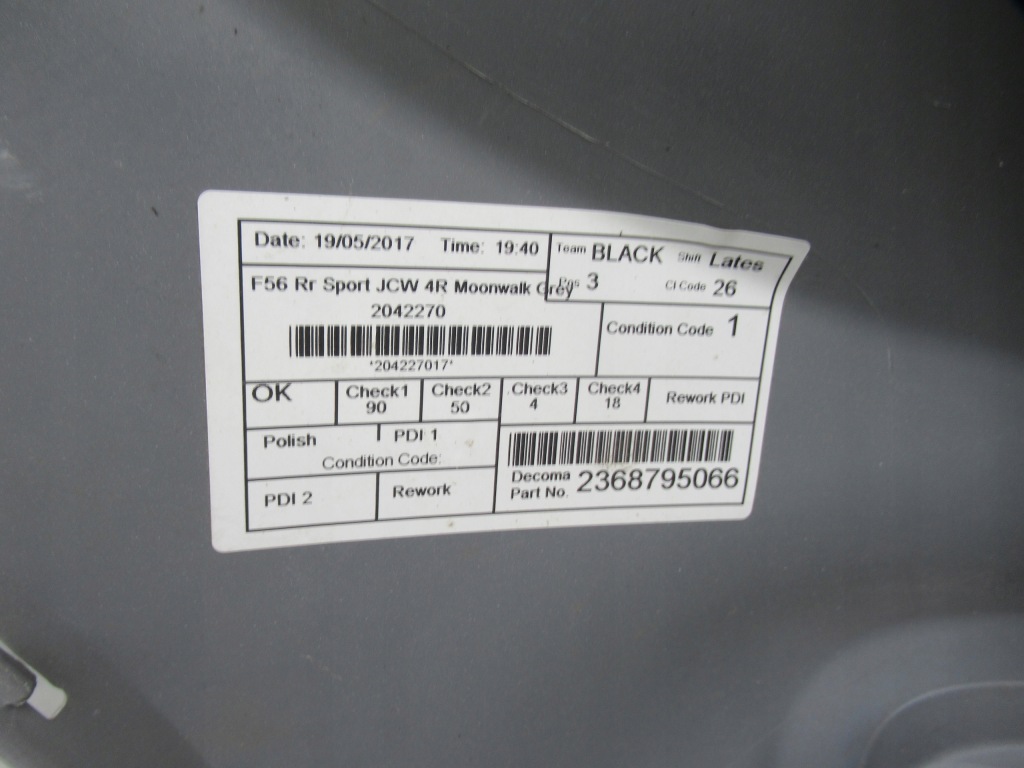 Date: 19/05/2017 Time: 19:40
Team BLACK Shift Lates
Pos 3 CI Code 26
F56 Rr Sport JCW 4R Moonwalk Grey
2042270
*204227017*
Condition Code 1
OK Check1 Check2 Check3 Check4 Rework PDI
90 50 4 18
Polish PDI 1
Condition Code:
PDI 2 Rework
Decoma
Part No. 2368795066